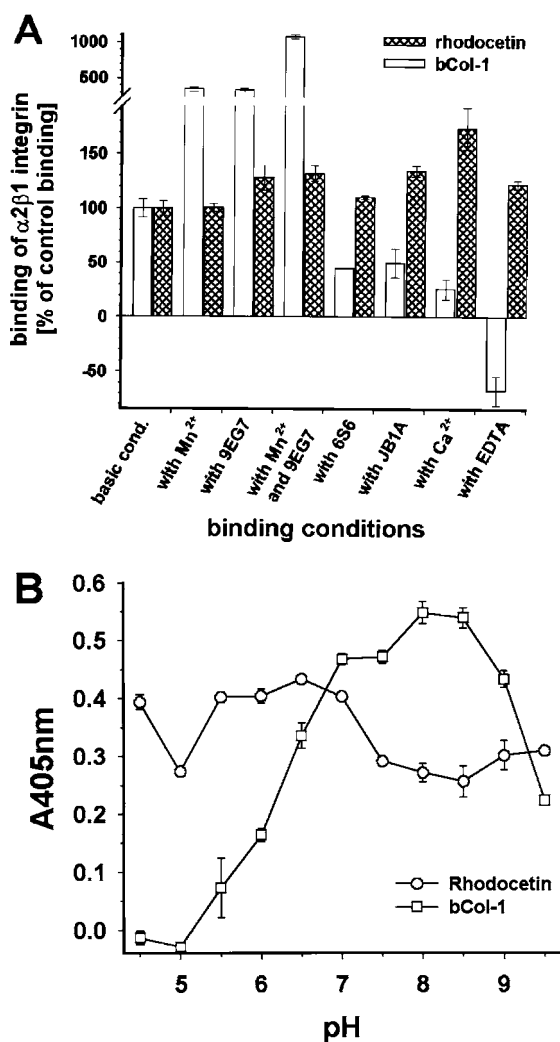 A
1000
500
150
100
50
0
-50
binding of α2β1 integrin
[% of control binding]
rhodocetin
bCol-1
basic cond.
with Mn²⁺
with 9EG7
with Mn²⁺
and 9EG7
with 6S6
with JB1A
with Ca²⁺
with EDTA
binding conditions
B
0.6
0.5
0.4
0.3
0.2
0.1
0.0
A405nm
Rhodocetin
bCol-1
5
6
7
8
9
pH